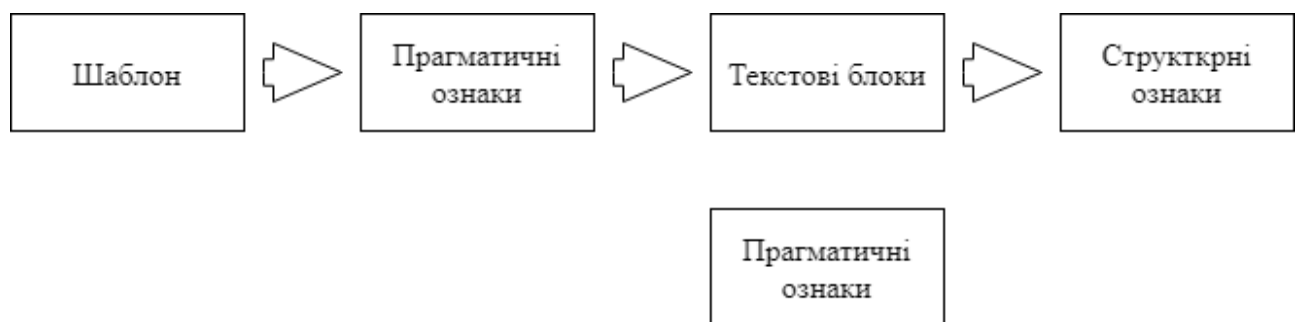 Шаблон
Прагматичні
ознаки
Текстові блоки
Структкрні
ознаки
Прагматичні
ознаки